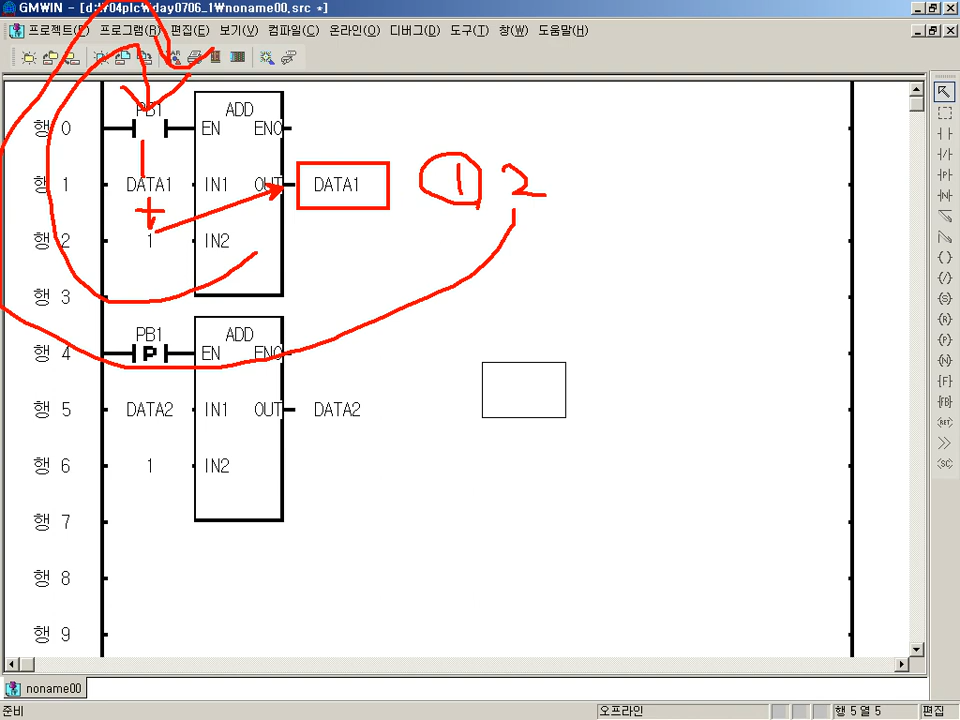 GMWIN - [d:\04plc\day0706_1\noname00,src *]
프로젝트(P) 프로그램(R) 편집(E) 보기(V) 컴파일(C) 온라인(O) 디버그(D) 도구(T) 창(W) 도움말(H)
PB1 ADD
행 0 EN ENO
1
행 1 DATA1 IN1 OUT DATA1 1 2
+
행 2 1 IN2
행 3
PB1 ADD
행 4 P EN ENO
행 5 DATA2 IN1 OUT DATA2
행 6 1 IN2
행 7
행 8
행 9
noname00
준비 오프라인 행 5 열 5 편집